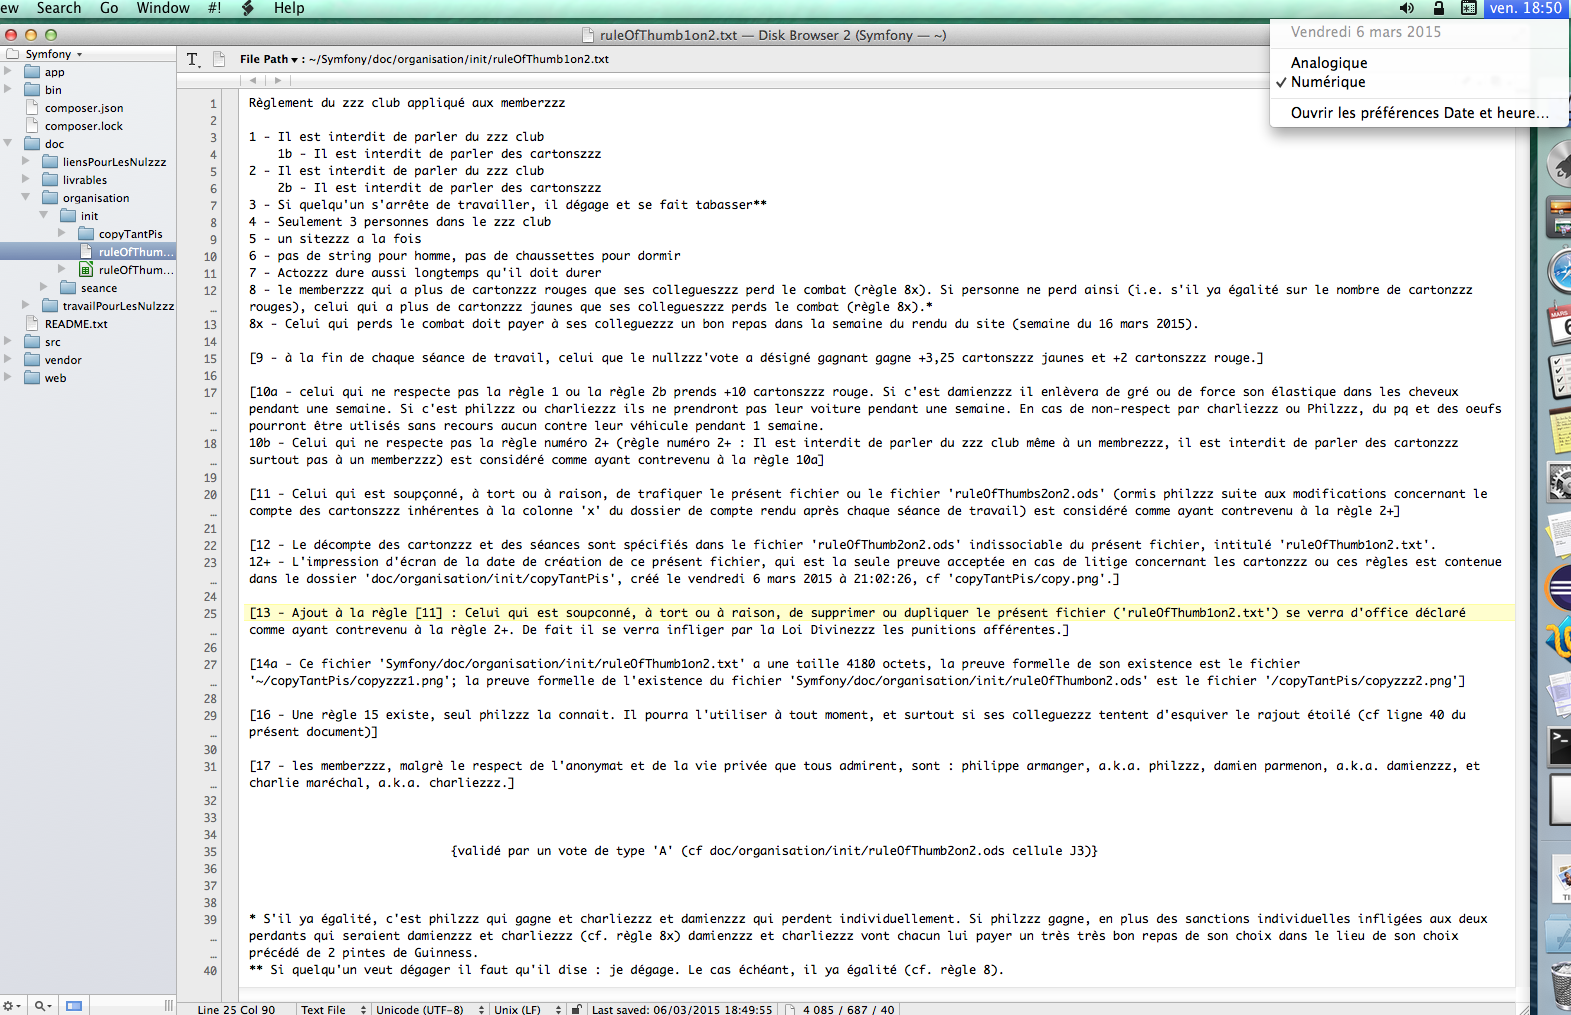 ew Search Go Window #! Help ven. 18:50
ruleOfThumb1on2.txt — Disk Browser 2 (Symfony — ~)
Vendredi 6 mars 2015
Analogique
✓ Numérique
Ouvrir les préférences Date et heure...
Symfony
app
bin
composer.json
composer.lock
doc
liensPourLesNulzzz
livrables
organisation
init
copyTantPis
ruleOfThum...
ruleOfThum...
seance
travailPourLesNulzzz
README.txt
src
vendor
web
File Path : ~/Symfony/doc/organisation/init/ruleOfThumb1on2.txt
1 Règlement du zzz club appliqué aux memberzzz
2
3 1 - Il est interdit de parler du zzz club
4 1b - Il est interdit de parler des cartonszzz
5 2 - Il est interdit de parler du zzz club
6 2b - Il est interdit de parler des cartonszzz
7 3 - Si quelqu'un s'arrête de travailler, il dégage et se fait tabasser**
8 4 - Seulement 3 personnes dans le zzz club
9 5 - un sitezzz a la fois
10 6 - pas de string pour homme, pas de chaussettes pour dormir
11 7 - Actozzz dure aussi longtemps qu'il doit durer
12 8 - le memberzzz qui a plus de cartonzzz rouges que ses collegueszzz perd le combat (règle 8x). Si personne ne perd ainsi (i.e. s'il ya égalité sur le nombre de cartonzzz
… rouges), celui qui a plus de cartonzzz jaunes que ses collegueszzz perds le combat (règle 8x).*
13 8x - Celui qui perds le combat doit payer à ses colleguezzz un bon repas dans la semaine du rendu du site (semaine du 16 mars 2015).
14
15 [9 - à la fin de chaque séance de travail, celui que le nullzzz'vote a désigné gagnant gagne +3,25 cartonszzz jaunes et +2 cartonszzz rouge.]
16
17 [10a - celui qui ne respecte pas la règle 1 ou la règle 2b prends +10 cartonszzz rouge. Si c'est damienzzz il enlèvera de gré ou de force son élastique dans les cheveux
… pendant une semaine. Si c'est philzzz ou charliezzz ils ne prendront pas leur voiture pendant une semaine. En cas de non-respect par charliezzz ou Philzzz, du pq et des oeufs
… pourront être utlisés sans recours aucun contre leur véhicule pendant 1 semaine.
18 10b - Celui qui ne respecte pas la règle numéro 2+ (règle numéro 2+ : Il est interdit de parler du zzz club même à un membrezzz, il est interdit de parler des cartonzzz
… surtout pas à un memberzzz) est considéré comme ayant contrevenu à la règle 10a]
19
20 [11 - Celui qui est soupçonné, à tort ou à raison, de trafiquer le présent fichier ou le fichier 'ruleOfThumbs2on2.ods' (ormis philzzz suite aux modifications concernant le
… compte des cartonszzz inhérentes à la colonne 'x' du dossier de compte rendu après chaque séance de travail) est considéré comme ayant contrevenu à la règle 2+]
21
22 [12 - Le décompte des cartonzzz et des séances sont spécifiés dans le fichier 'ruleOfThumb2on2.ods' indissociable du présent fichier, intitulé 'ruleOfThumb1on2.txt'.
23 12+ - L'impression d'écran de la date de création de ce présent fichier, qui est la seule preuve acceptée en cas de litige concernant les cartonzzz ou ces règles est contenue
… dans le dossier 'doc/organisation/init/copyTantPis', créé le vendredi 6 mars 2015 à 21:02:26, cf 'copyTantPis/copy.png'.]
24
25 [13 - Ajout à la règle [11] : Celui qui est soupconné, à tort ou à raison, de supprimer ou dupliquer le présent fichier ('ruleOfThumb1on2.txt') se verra d'office déclaré
… comme ayant contrevenu à la règle 2+. De fait il se verra infliger par la Loi Divinezzz les punitions afférentes.]
26
27 [14a - Ce fichier 'Symfony/doc/organisation/init/ruleOfThumb1on2.txt' a une taille 4180 octets, la preuve formelle de son existence est le fichier
… '~/copyTantPis/copyzzz1.png'; la preuve formelle de l'existence du fichier 'Symfony/doc/organisation/init/ruleOfThumbon2.ods' est le fichier '/copyTantPis/copyzzz2.png']
28
29 [16 - Une règle 15 existe, seul philzzz la connait. Il pourra l'utiliser à tout moment, et surtout si ses colleguezzz tentent d'esquiver le rajout étoilé (cf ligne 40 du
… présent document)]
30
31 [17 - les memberzzz, malgrè le respect de l'anonymat et de la vie privée que tous admirent, sont : philippe armanger, a.k.a. philzzz, damien parmenon, a.k.a. damienzzz, et
… charlie maréchal, a.k.a. charliezzz.]
32
33
34
35 {validé par un vote de type 'A' (cf doc/organisation/init/ruleOfThumb2on2.ods cellule J3)}
36
37
38
39 * S'il ya égalité, c'est philzzz qui gagne et charliezzz et damienzzz qui perdent individuellement. Si philzzz gagne, en plus des sanctions individuelles infligées aux deux
… perdants qui seraient damienzzz et charliezzz (cf. règle 8x) damienzzz et charliezzz vont chacun lui payer un très très bon repas de son choix dans le lieu de son choix
… précédé de 2 pintes de Guinness.
40 ** Si quelqu'un veut dégager il faut qu'il dise : je dégage. Le cas échéant, il ya égalité (cf. règle 8).
Line 25 Col 90 Text File Unicode (UTF-8) Unix (LF) Last saved: 06/03/2015 18:49:55 4 085 / 687 / 40